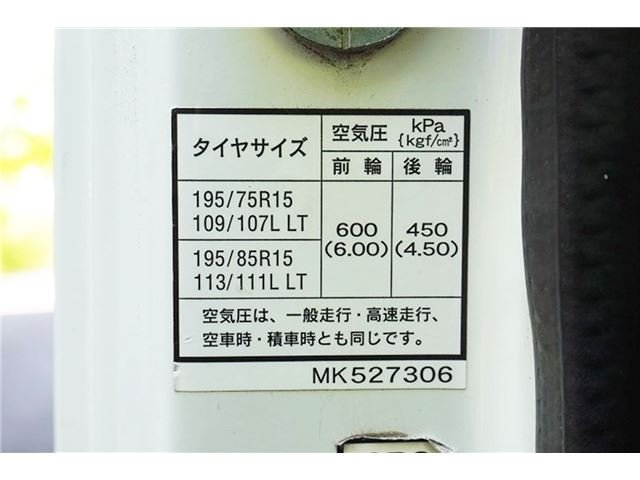 タイヤサイズ
空気圧 kPa {kgf/cm²}
前輪 後輪
195/75R15
109/107L LT
195/85R15
113/111L LT
600 (6.00)
450 (4.50)
空気圧は、一般走行・高速走行、
空車時・積車時とも同じです。
MK527306